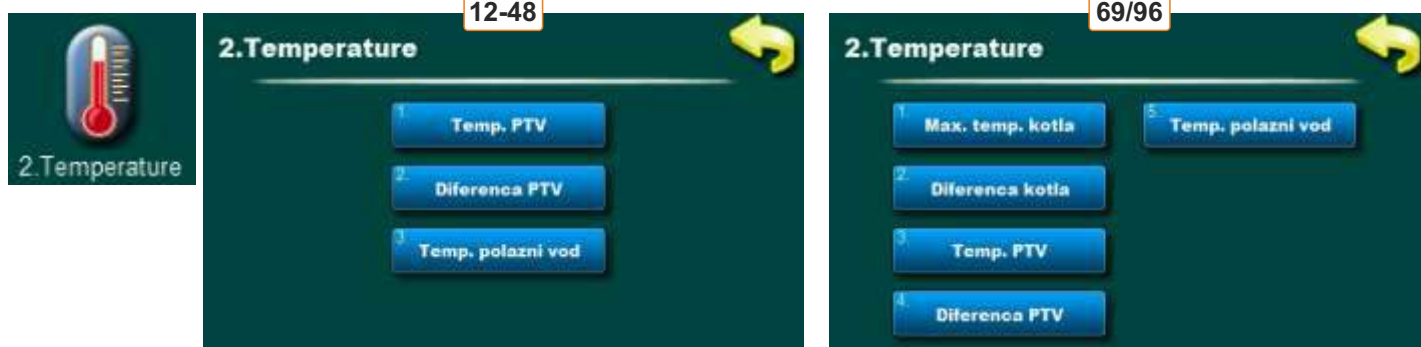 2.Temperature
12-48
2.Temperature
1. Temp. PTV
2. Diferenca PTV
3. Temp. polazni vod
69/96
2.Temperature
1. Max. temp. kotla
2. Diferenca kotla
3. Temp. PTV
4. Diferenca PTV
5. Temp. polazni vod